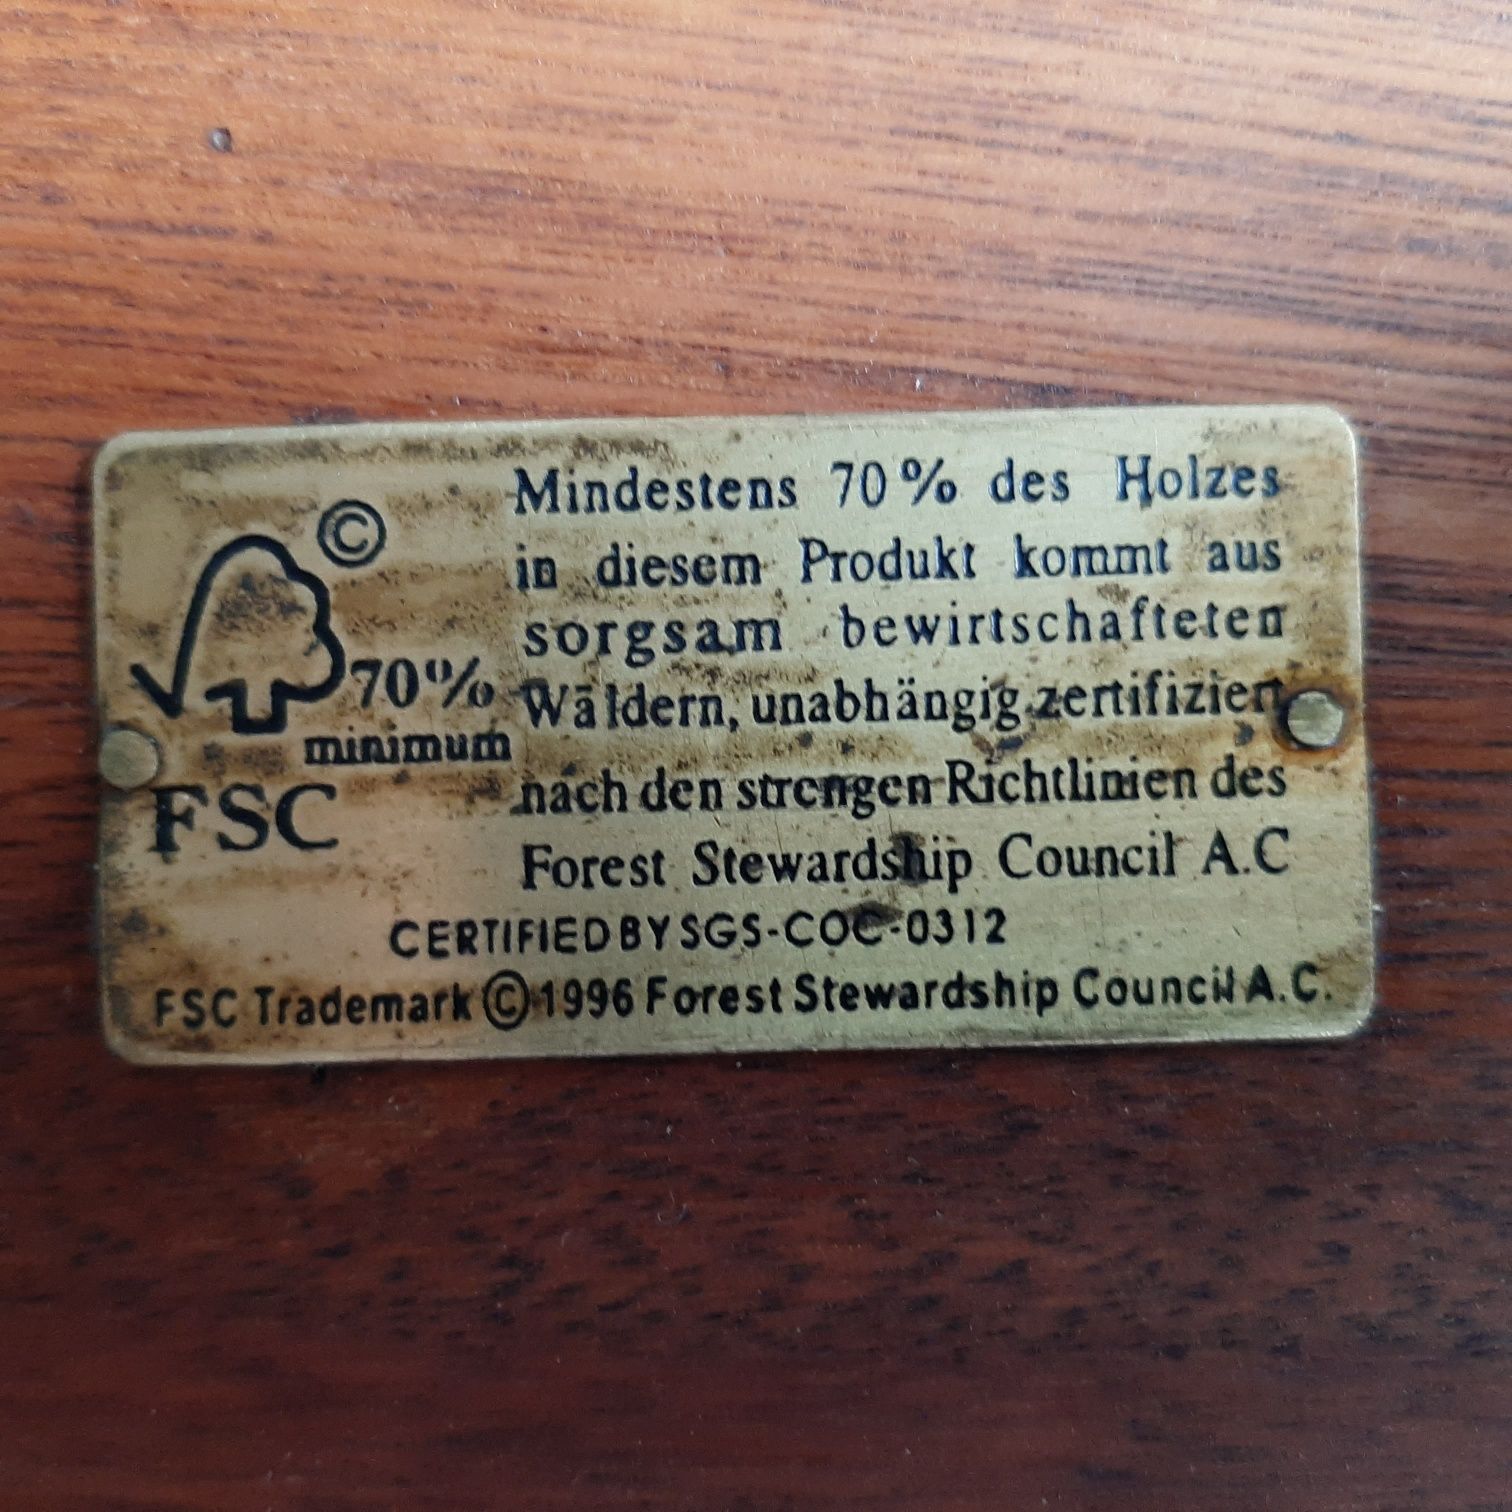 ©
70%
minimum
FSC
Mindestens 70% des Holzes
in diesem Produkt kommt aus
sorgsam bewirtschafteten
Wäldern, unabhängig zertifiziert
nach den strengen Richtlinien des
Forest Stewardship Council A.C
CERTIFIED BY SGS-COC-0312
FSC Trademark © 1996 Forest Stewardship Council A.C.